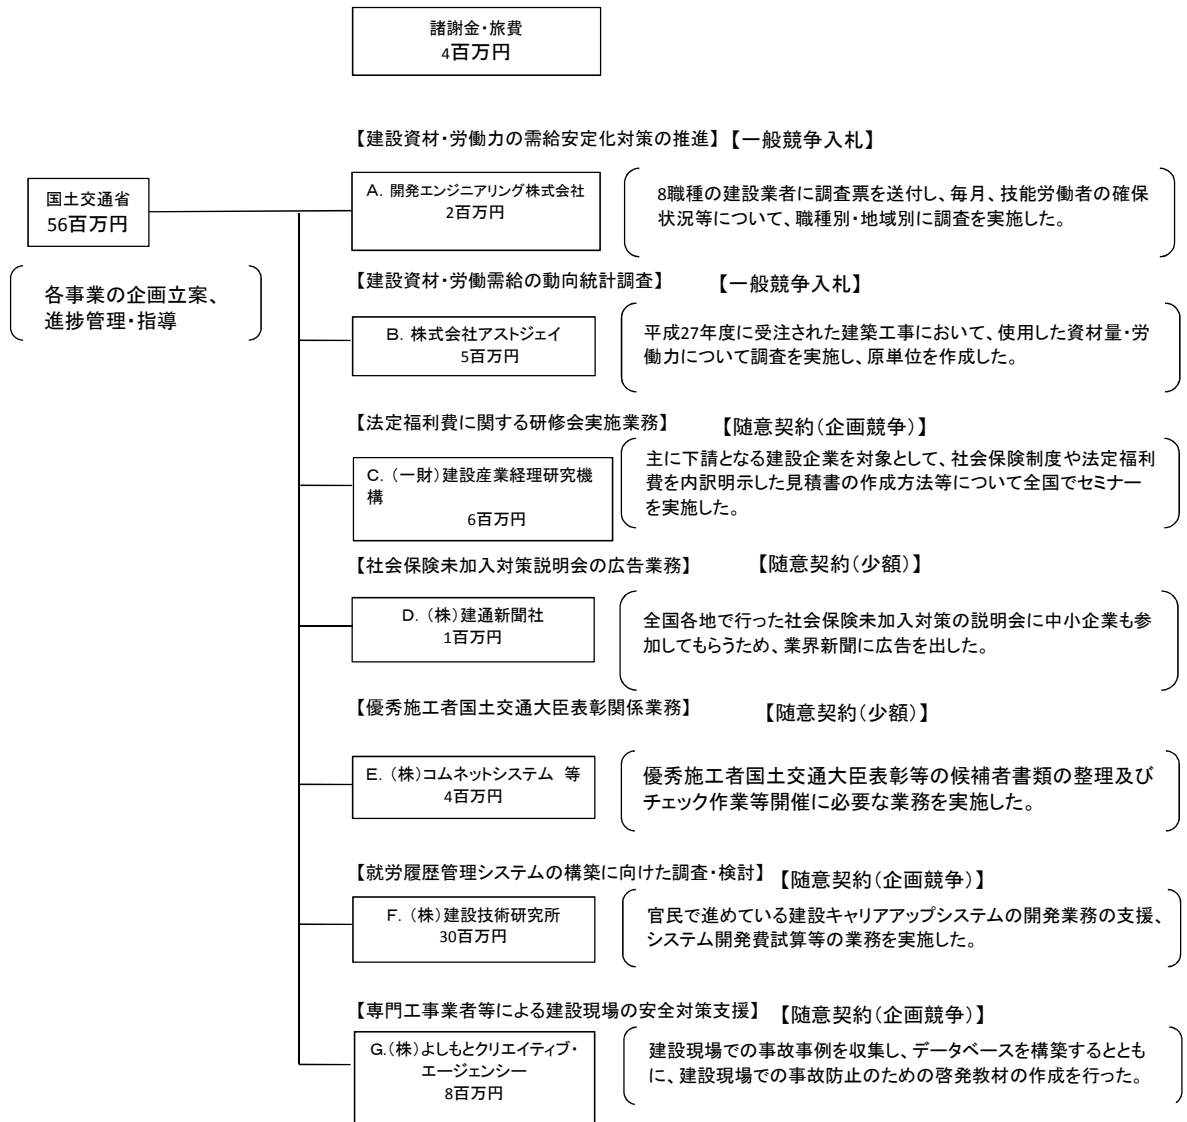 諸謝金・旅費
4百万円
【建設資材・労働力の需給安定化対策の推進】【一般競争入札】
国土交通省
56百万円
A. 開発エンジニアリング株式会社
2百万円
8職種の建設業者に調査票を送付し、毎月、技能労働者の確保
状況等について、職種別・地域別に調査を実施した。
各事業の企画立案、
進捗管理・指導
【建設資材・労働需給の動向統計調査】 【一般競争入札】
B. 株式会社アストジェイ
5百万円
平成27年度に受注された建築工事において、使用した資材量・労
働力について調査を実施し、原単位を作成した。
【法定福利費に関する研修会実施業務】 【随意契約(企画競争)】
C. (一財)建設産業経理研究機
構
6百万円
主に下請となる建設企業を対象として、社会保険制度や法定福利
費を内訳明示した見積書の作成方法等について全国でセミナー
を実施した。
【社会保険未加入対策説明会の広告業務】 【随意契約(少額)】
D. (株)建通新聞社
1百万円
全国各地で行った社会保険未加入対策の説明会に中小企業も参
加してもらうため、業界新聞に広告を出した。
【優秀施工者国土交通大臣表彰関係業務】 【随意契約(少額)】
E. (株)コムネットシステム 等
4百万円
優秀施工者国土交通大臣表彰等の候補者書類の整理及び
チェック作業等開催に必要な業務を実施した。
【就労履歴管理システムの構築に向けた調査・検討】 【随意契約(企画競争)】
F. (株)建設技術研究所
30百万円
官民で進めている建設キャリアアップシステムの開発業務の支援、
システム開発費試算等の業務を実施した。
【専門工事業者等による建設現場の安全対策支援】 【随意契約(企画競争)】
G.(株)よしもとクリエイティブ・
エージェンシー
8百万円
建設現場での事故事例を収集し、データベースを構築するととも
に、建設現場での事故防止のための啓発教材の作成を行った。